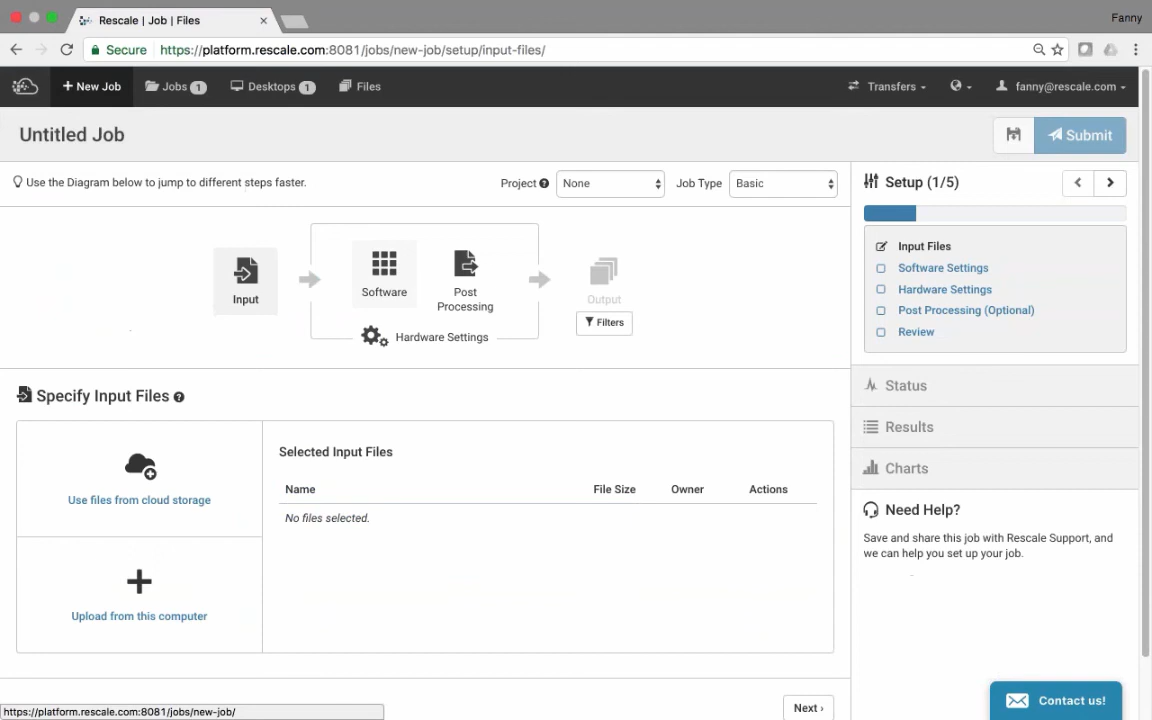 Rescale | Job | Files
Fanny
Secure https://platform.rescale.com:8081/jobs/new-job/setup/input-files/
New Job Jobs 1 Desktops 1 Files Transfers fanny@rescale.com
Untitled Job
Submit
Use the Diagram below to jump to different steps faster.
Project None Job Type Basic
Input
Software
Post
Processing
Hardware Settings
Output
Filters
Specify Input Files
Use files from cloud storage
Upload from this computer
Selected Input Files
Name File Size Owner Actions
No files selected.
Next ›
Setup (1/5)
Input Files
Software Settings
Hardware Settings
Post Processing (Optional)
Review
Status
Results
Charts
Need Help?
Save and share this job with Rescale Support, and
we can help you set up your job.
Contact us!
https://platform.rescale.com:8081/jobs/new-job/